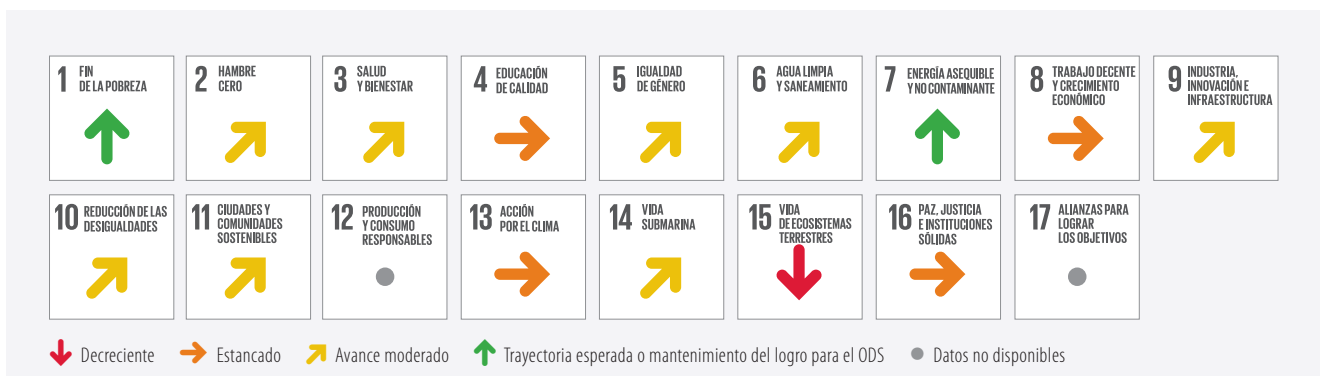 1 FIN
DE LA POBREZA
2 HAMBRE
CERO
3 SALUD
Y BIENESTAR
4 EDUCACIÓN
DE CALIDAD
5 IGUALDAD
DE GÉNERO
6 AGUA LIMPIA
Y SANEAMIENTO
7 ENERGÍA ASEQUIBLE
Y NO CONTAMINANTE
8 TRABAJO DECENTE
Y CRECIMIENTO
ECONÓMICO
9 INDUSTRIA,
INNOVACIÓN E
INFRAESTRUCTURA
10 REDUCCIÓN DE LAS
DESIGUALDADES
11 CIUDADES Y
COMUNIDADES
SOSTENIBLES
12 PRODUCCIÓN
Y CONSUMO
RESPONSABLES
13 ACCIÓN
POR EL CLIMA
14 VIDA
SUBMARINA
15 VIDA
DE ECOSISTEMAS
TERRESTRES
16 PAZ, JUSTICIA
E INSTITUCIONES
SÓLIDAS
17 ALIANZAS PARA
LOGRAR
LOS OBJETIVOS
Decreciente
Estancado
Avance moderado
Trayectoria esperada o mantenimiento del logro para el ODS
Datos no disponibles